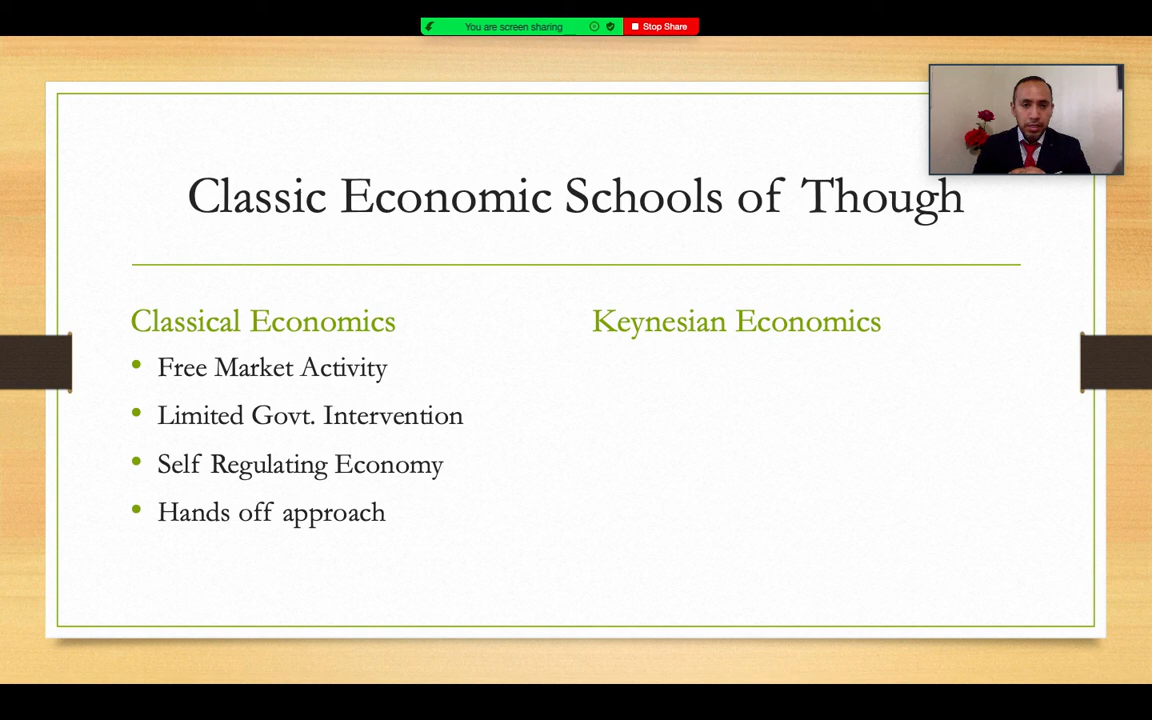 You are screen sharing
Stop Share
Classic Economic Schools of Though
Classical Economics
• Free Market Activity
• Limited Govt. Intervention
• Self Regulating Economy
• Hands off approach
Keynesian Economics